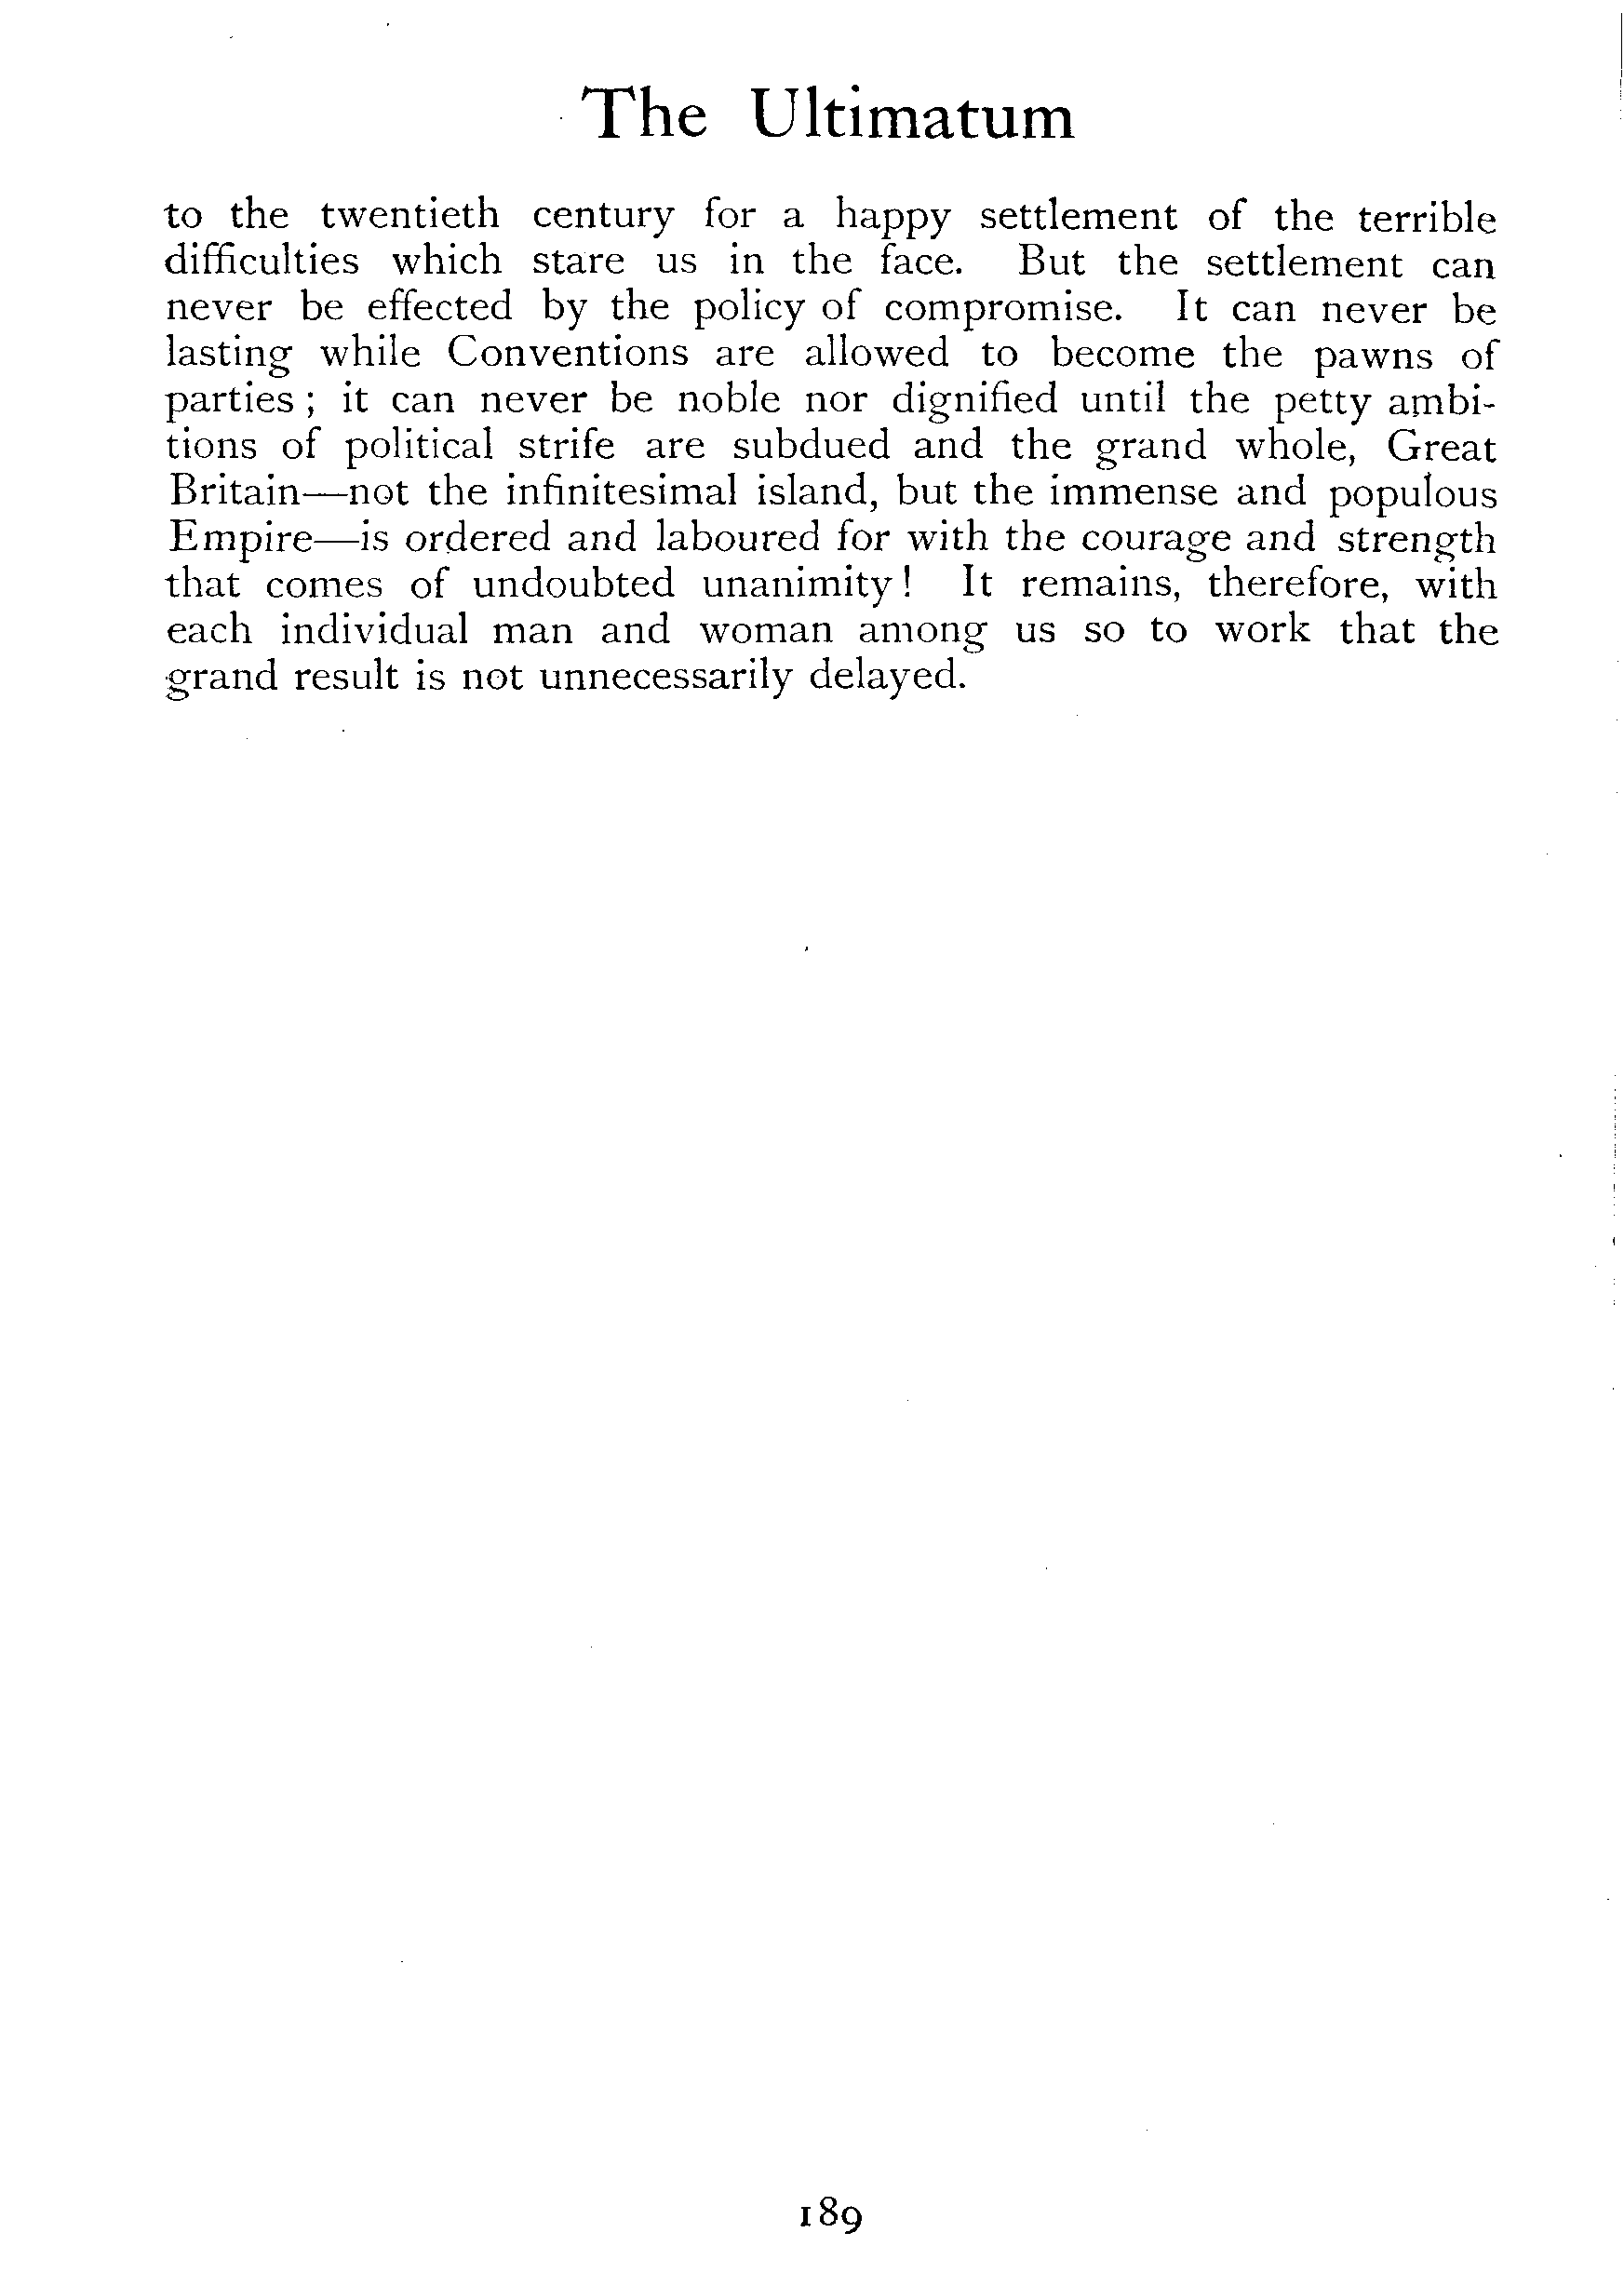 The Ultimatum
to the twentieth century for a happy settlement of the terrible
difficulties which stare us in the face. But the settlement can
never be effected by the policy of compromise. It can never be
lasting while Conventions are allowed to become the pawns of
parties ; it can never be noble nor dignified until the petty ambi-
tions of political strife are subdued and the grand whole, Great
Britain—not the infinitesimal island, but the immense and populous
Empire—is ordered and laboured for with the courage and strength
that comes of undoubted unanimity ! It remains, therefore, with
each individual man and woman among us so to work that the
grand result is not unnecessarily delayed.
189